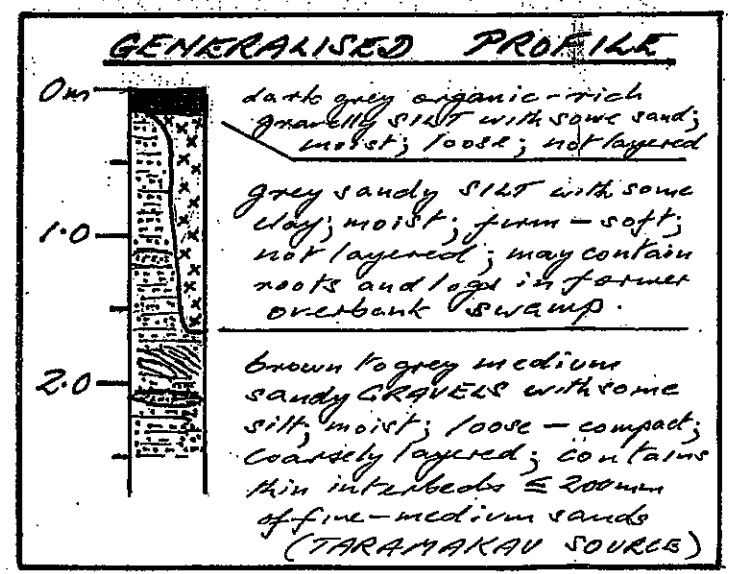 GENERALISED PROFILE
0m
dark grey organic-rich
gravelly SILT with some sand;
moist; loose; not layered
grey sandy SILT with some
clay; moist; firm - soft;
1.0
not layered; may contain
roots and logs in former
overbank swamp.
brown to grey medium
2.0
sandy GRAVELS with some
silt; moist; loose - compact;
coarsely layered; contains
thin interbeds ≤ 200mm
of fine-medium sands
(TARAMAKAU SOURCE)